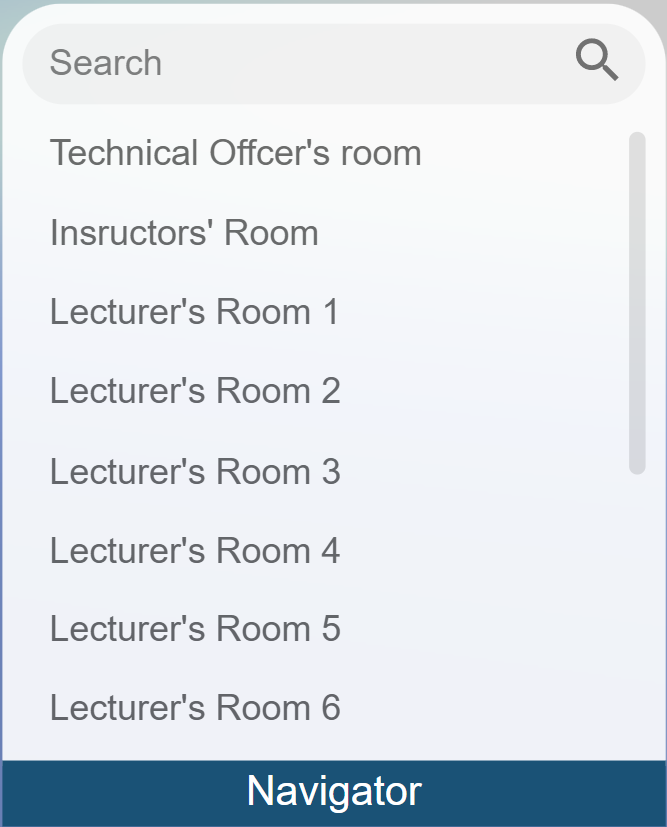 Search
Technical Offcer's room
Insructors' Room
Lecturer's Room 1
Lecturer's Room 2
Lecturer's Room 3
Lecturer's Room 4
Lecturer's Room 5
Lecturer's Room 6
Navigator